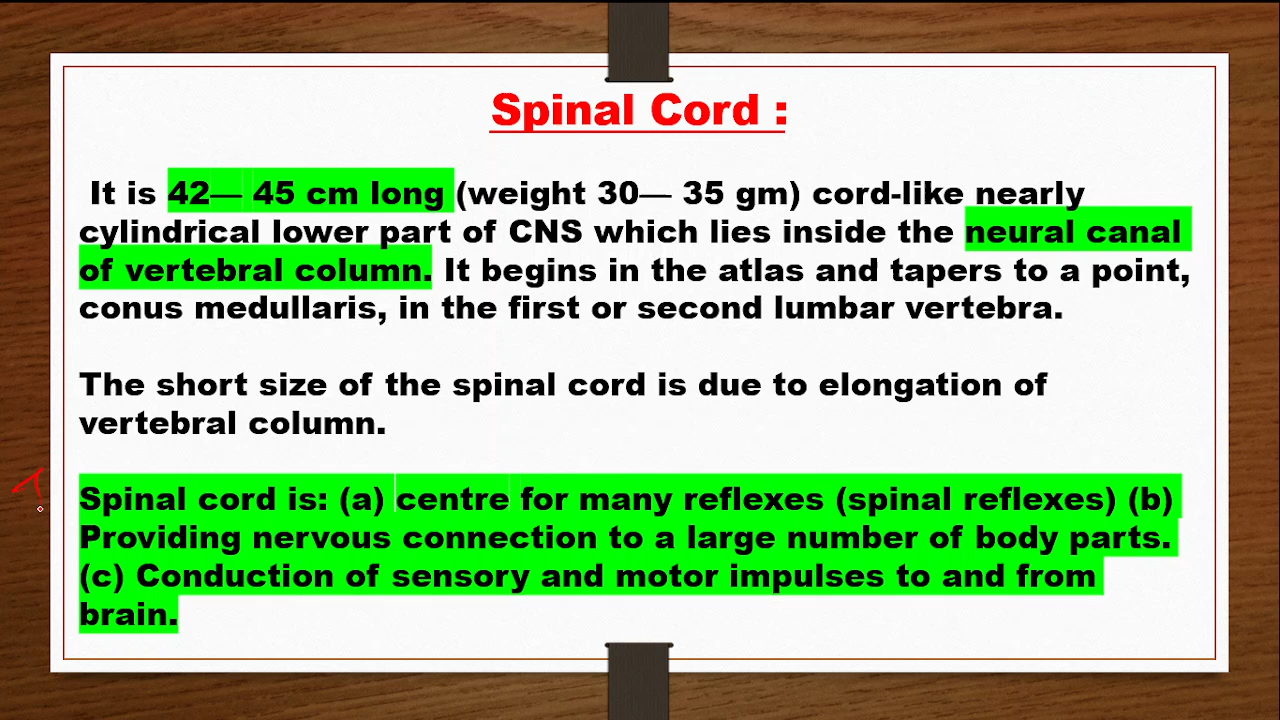 Spinal Cord :
It is 42— 45 cm long (weight 30— 35 gm) cord-like nearly
cylindrical lower part of CNS which lies inside the neural canal
of vertebral column. It begins in the atlas and tapers to a point,
conus medullaris, in the first or second lumbar vertebra.
The short size of the spinal cord is due to elongation of
vertebral column.
Spinal cord is: (a) centre for many reflexes (spinal reflexes) (b)
Providing nervous connection to a large number of body parts.
(c) Conduction of sensory and motor impulses to and from
brain.